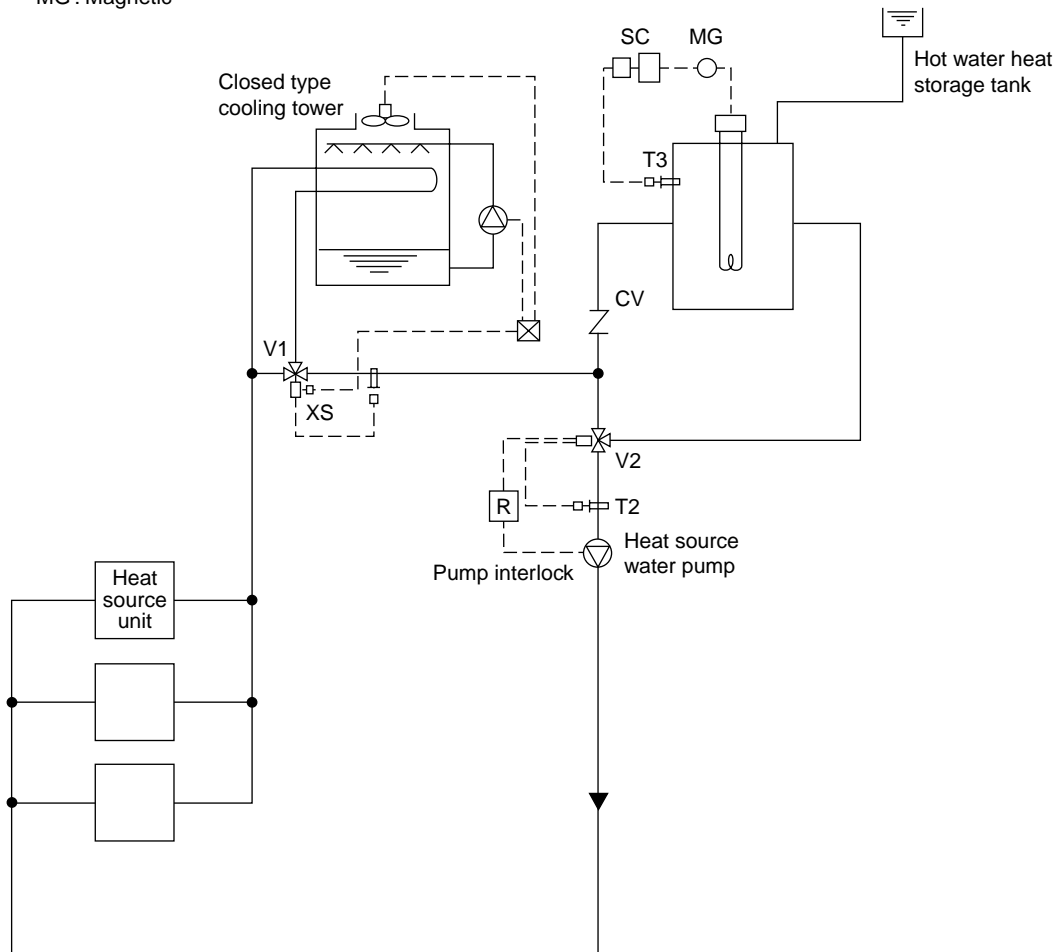 MG : Magnetic
SC
MG
Hot water heat
storage tank
Closed type
cooling tower
T3
CV
V1
XS
V2
R
T2
Heat source
water pump
Pump interlock
Heat
source
unit